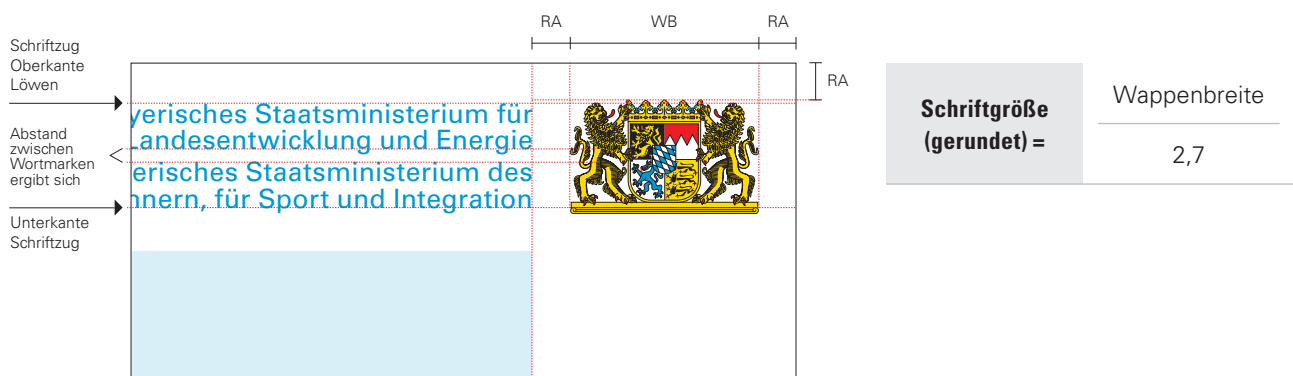 RA WB RA
Schriftzug
Oberkante
Löwen
RA
yerisches Staatsministerium für
Landesentwicklung und Energie
Abstand
zwischen
Wortmarken
ergibt sich
erisches Staatsministerium des
nnern, für Sport und Integration
Unterkante
Schriftzug
Schriftgröße
(gerundet) =
Wappenbreite
2,7